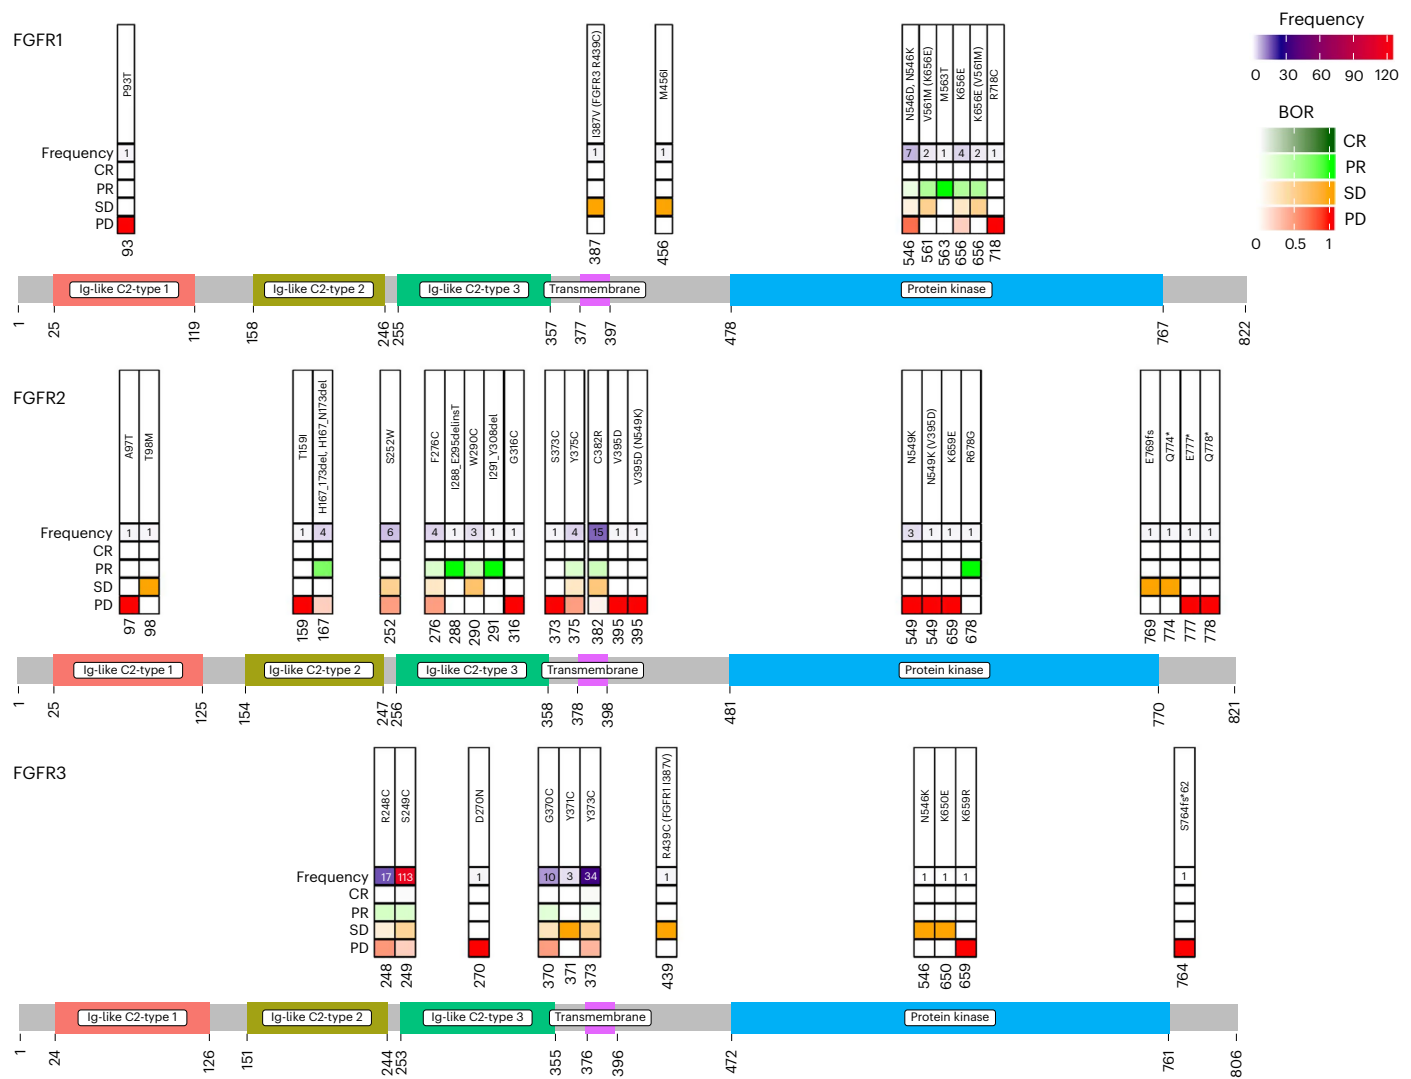 Frequency
0 30 60 90 120
BOR
CR
PR
SD
PD
0 0.5 1
FGFR1
P93T
I387V (FGFR3 R439C)
M456I
N546D, N546K
V561M (K656E)
M563T
K656E
K656E (V561M)
R718C
Frequency 1 1 1 7 2 1 4 2 1
CR
PR
SD
PD
93 387 456 546 561 563 656 656 718
Ig-like C2-type 1 Ig-like C2-type 2 Ig-like C2-type 3 Transmembrane Protein kinase
1 25 119 158 246 255 357 377 397 478 767 822
FGFR2
A97T
T98M
T159I
H167_173del, H167_N173del
S252W
F276C
I288_E295delinsT
W290C
I291_Y308del
G316C
S373C
Y375C
C382R
V395D
V395D (N549K)
N549K
N549K (V395D)
K659E
R678G
E769fs
Q774*
E777*
Q778*
Frequency 1 1 1 4 6 4 1 3 1 1 1 4 15 1 1 3 1 1 1 1 1 1 1
CR
PR
SD
PD
97 98 159 167 252 276 288 290 291 316 373 375 382 395 395 549 549 659 678 769 774 777 778
Ig-like C2-type 1 Ig-like C2-type 2 Ig-like C2-type 3 Transmembrane Protein kinase
1 25 125 154 247 256 358 378 398 481 770 821
FGFR3
R248C
S249C
D270N
G370C
Y371C
Y373C
R439C (FGFR1 I387V)
N546K
K650E
K659R
S764fs*62
Frequency 17 113 1 10 3 34 1 1 1 1 1
CR
PR
SD
PD
248 249 270 370 371 373 439 546 650 659 764
Ig-like C2-type 1 Ig-like C2-type 2 Ig-like C2-type 3 Transmembrane Protein kinase
1 24 126 151 244 253 355 376 396 472 761 806